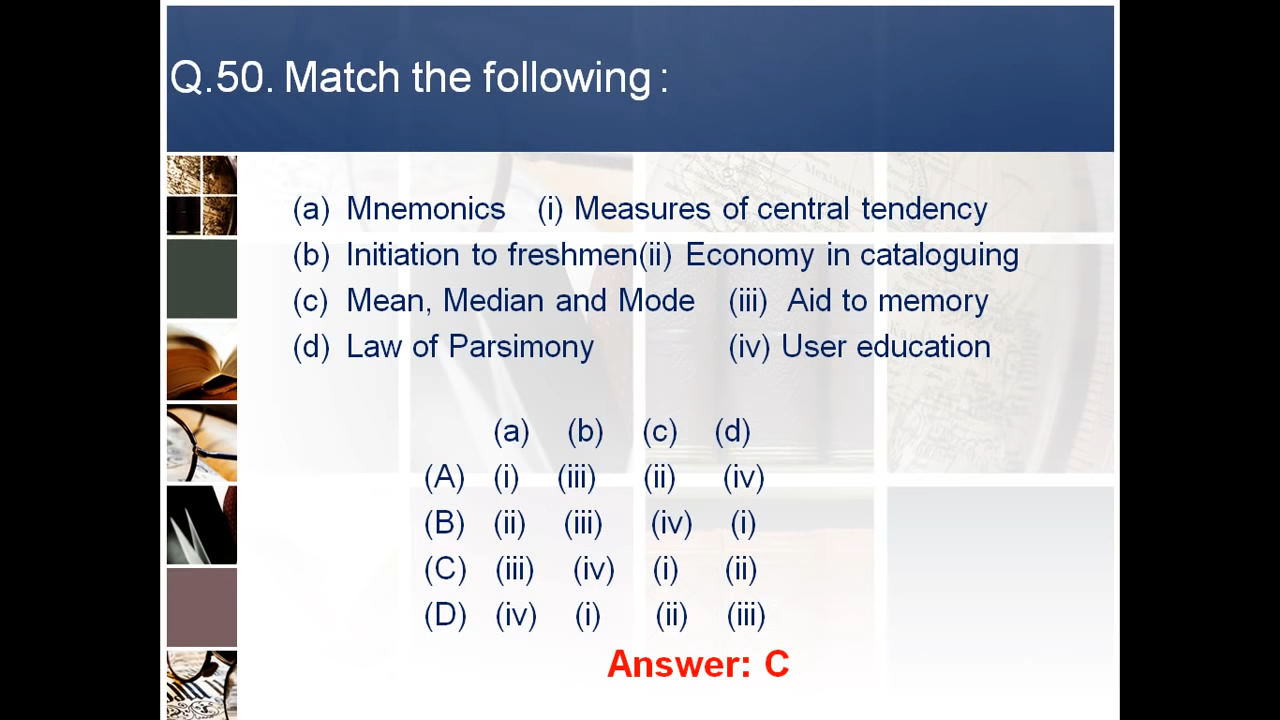 Q.50. Match the following :
(a) Mnemonics (i) Measures of central tendency
(b) Initiation to freshmen(ii) Economy in cataloguing
(c) Mean, Median and Mode (iii) Aid to memory
(d) Law of Parsimony (iv) User education
(a) (b) (c) (d)
(A) (i) (iii) (ii) (iv)
(B) (ii) (iii) (iv) (i)
(C) (iii) (iv) (i) (ii)
(D) (iv) (i) (ii) (iii)
Answer: C